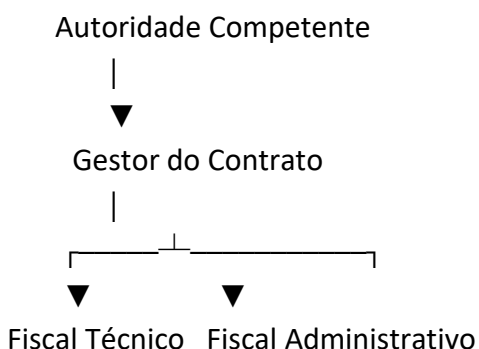 Autoridade Competente
Gestor do Contrato
Fiscal Técnico Fiscal Administrativo